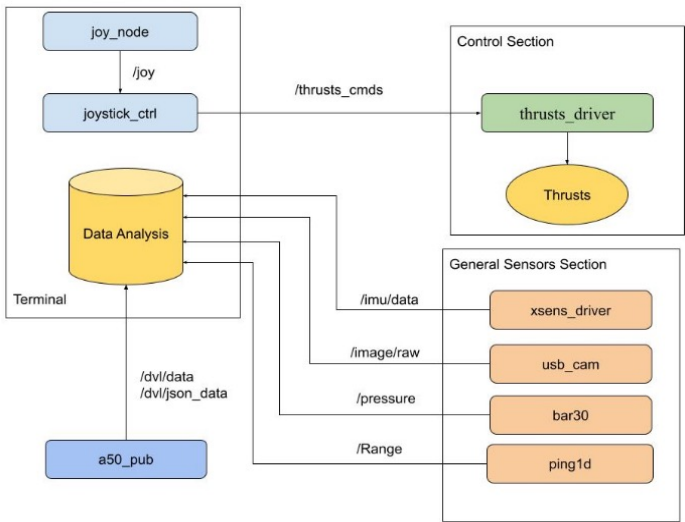 joy_node
/joy
joystick_ctrl
/thrusts_cmds
Control Section
thrusts_driver
Thrusts
Data Analysis
Terminal
General Sensors Section
/imu/data
xsens_driver
/image/raw
usb_cam
/pressure
bar30
/Range
ping1d
/dvl/data
/dvl/json_data
a50_pub